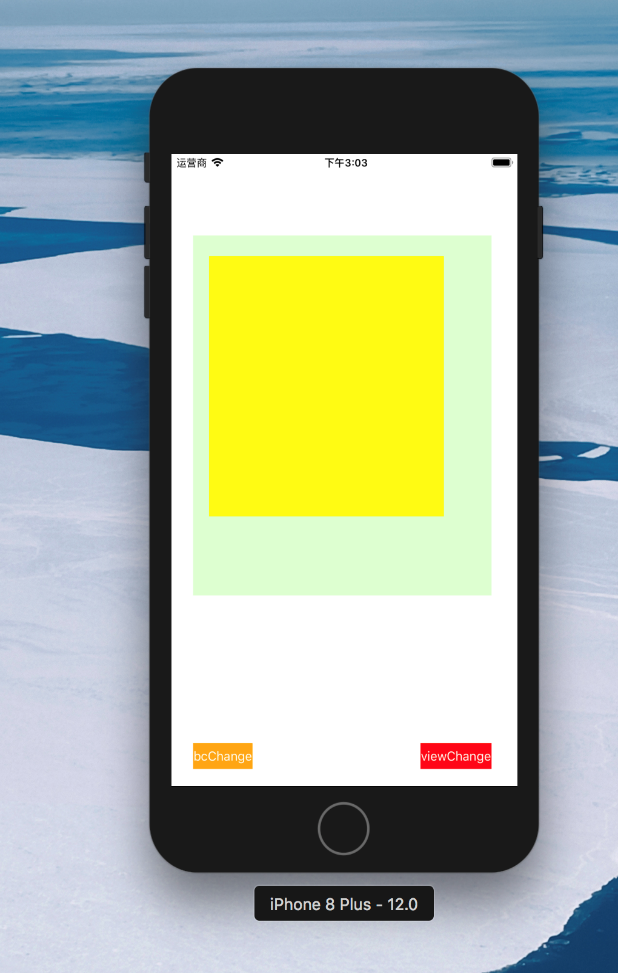 运营商
下午3:03
bcChange
viewChange
iPhone 8 Plus - 12.0